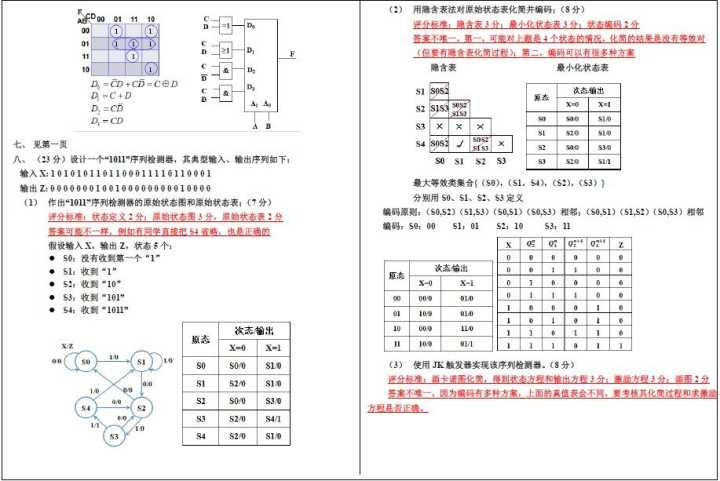 F CD 00 01 11 10
AB
00 1 1
01 1 1 1
11 1
10 1
D₀ = C̅D + CD̅ = C ⊕ D
D₁ = C + D
D₂ = CD̅
D₃ = CD
C =1 D₀
D
C ≥1 D₁
D
C & D₂
D̅
C & D₃
D
F
A₁ A₀
A B
七、 见第一页
八、 （23 分）设计一个“1011”序列检测器，其典型输入、输出序列如下：
输入 X: 1 0 1 0 1 0 1 1 0 1 1 0 0 0 1 1 1 1 0 1 1 0 0 0 1
输出 Z: 0 0 0 0 0 0 0 1 0 0 1 0 0 0 0 0 0 0 0 0 1 0 0 0 0
（1） 作出“1011”序列检测器的原始状态图和原始状态表；（7 分）
评分标准：状态定义 2 分；原始状态图 3 分，原始状态表 2 分
答案可能不一样，例如有同学直接把 S4 省略，也是正确的
假设输入 X，输出 Z，状态 5 个：
● S0：没有收到第一个“1”
● S1：收到“1”
● S2：收到“10”
● S3：收到“101”
● S4：收到“1011”
X/Z
0/0 S0 1/0 S1 1/0
1/0 0/0 0/0
S4 0/0 S2
1/1 0/0 1/0
S3
原态 次态/输出
X=0 X=1
S0 S0/0 S1/0
S1 S2/0 S1/0
S2 S0/0 S3/0
S3 S2/0 S4/1
S4 S2/0 S1/0
（2） 用隐含表法对原始状态表化简并编码；（8 分）
评分标准：隐含表 3 分；最小化状态表 3 分；状态编码 2 分
答案不唯一，第一，可能对上题是 4 个状态的情况，化简的结果是没有等效对
（但要有隐含表化简过程）；第二，编码可以有很多种方案
隐含表 最小化状态表
S1 S0S2
S2 S1S3 S0S2 S1S3
S3 × × ×
S4 S0S2 ✓ S0S2 S1S3 ×
S0 S1 S2 S3
原态 次态/输出
X=0 X=1
S0 S0/0 S1/0
S1 S2/0 S1/0
S2 S0/0 S3/0
S3 S2/0 S1/1
最大等效类集合{（S0），（S1，S4），（S2），（S3）}
分别用 S0、S1、S2、S3 定义
编码原则：（S0,S2）（S1,S3）（S0,S1）（S0,S3）相邻；（S0,S1）（S1,S2）（S0,S3）相邻
编码：S0：00 S1：01 S2：10 S3：11
原态 次态/输出
X=0 X=1
00 00/0 01/0
01 10/0 01/0
10 00/0 11/0
11 10/0 01/1
X Q₂ⁿ Q₁ⁿ Q₂ⁿ⁺¹ Q₁ⁿ⁺¹ Z
0 0 0 0 0 0
0 0 1 1 0 0
0 1 0 0 0 0
0 1 1 1 0 0
1 0 0 0 1 0
1 0 1 0 1 0
1 1 0 1 1 0
1 1 1 0 1 1
（3） 使用 JK 触发器实现该序列检测器。（8 分）
评分标准：画卡诺图化简，得到状态方程和输出方程 3 分；激励方程 3 分；画图 2 分
答案不唯一，因为编码有多种方案，上面的真值表会不同，要考核其化简过程和求激励
方程是否正确。